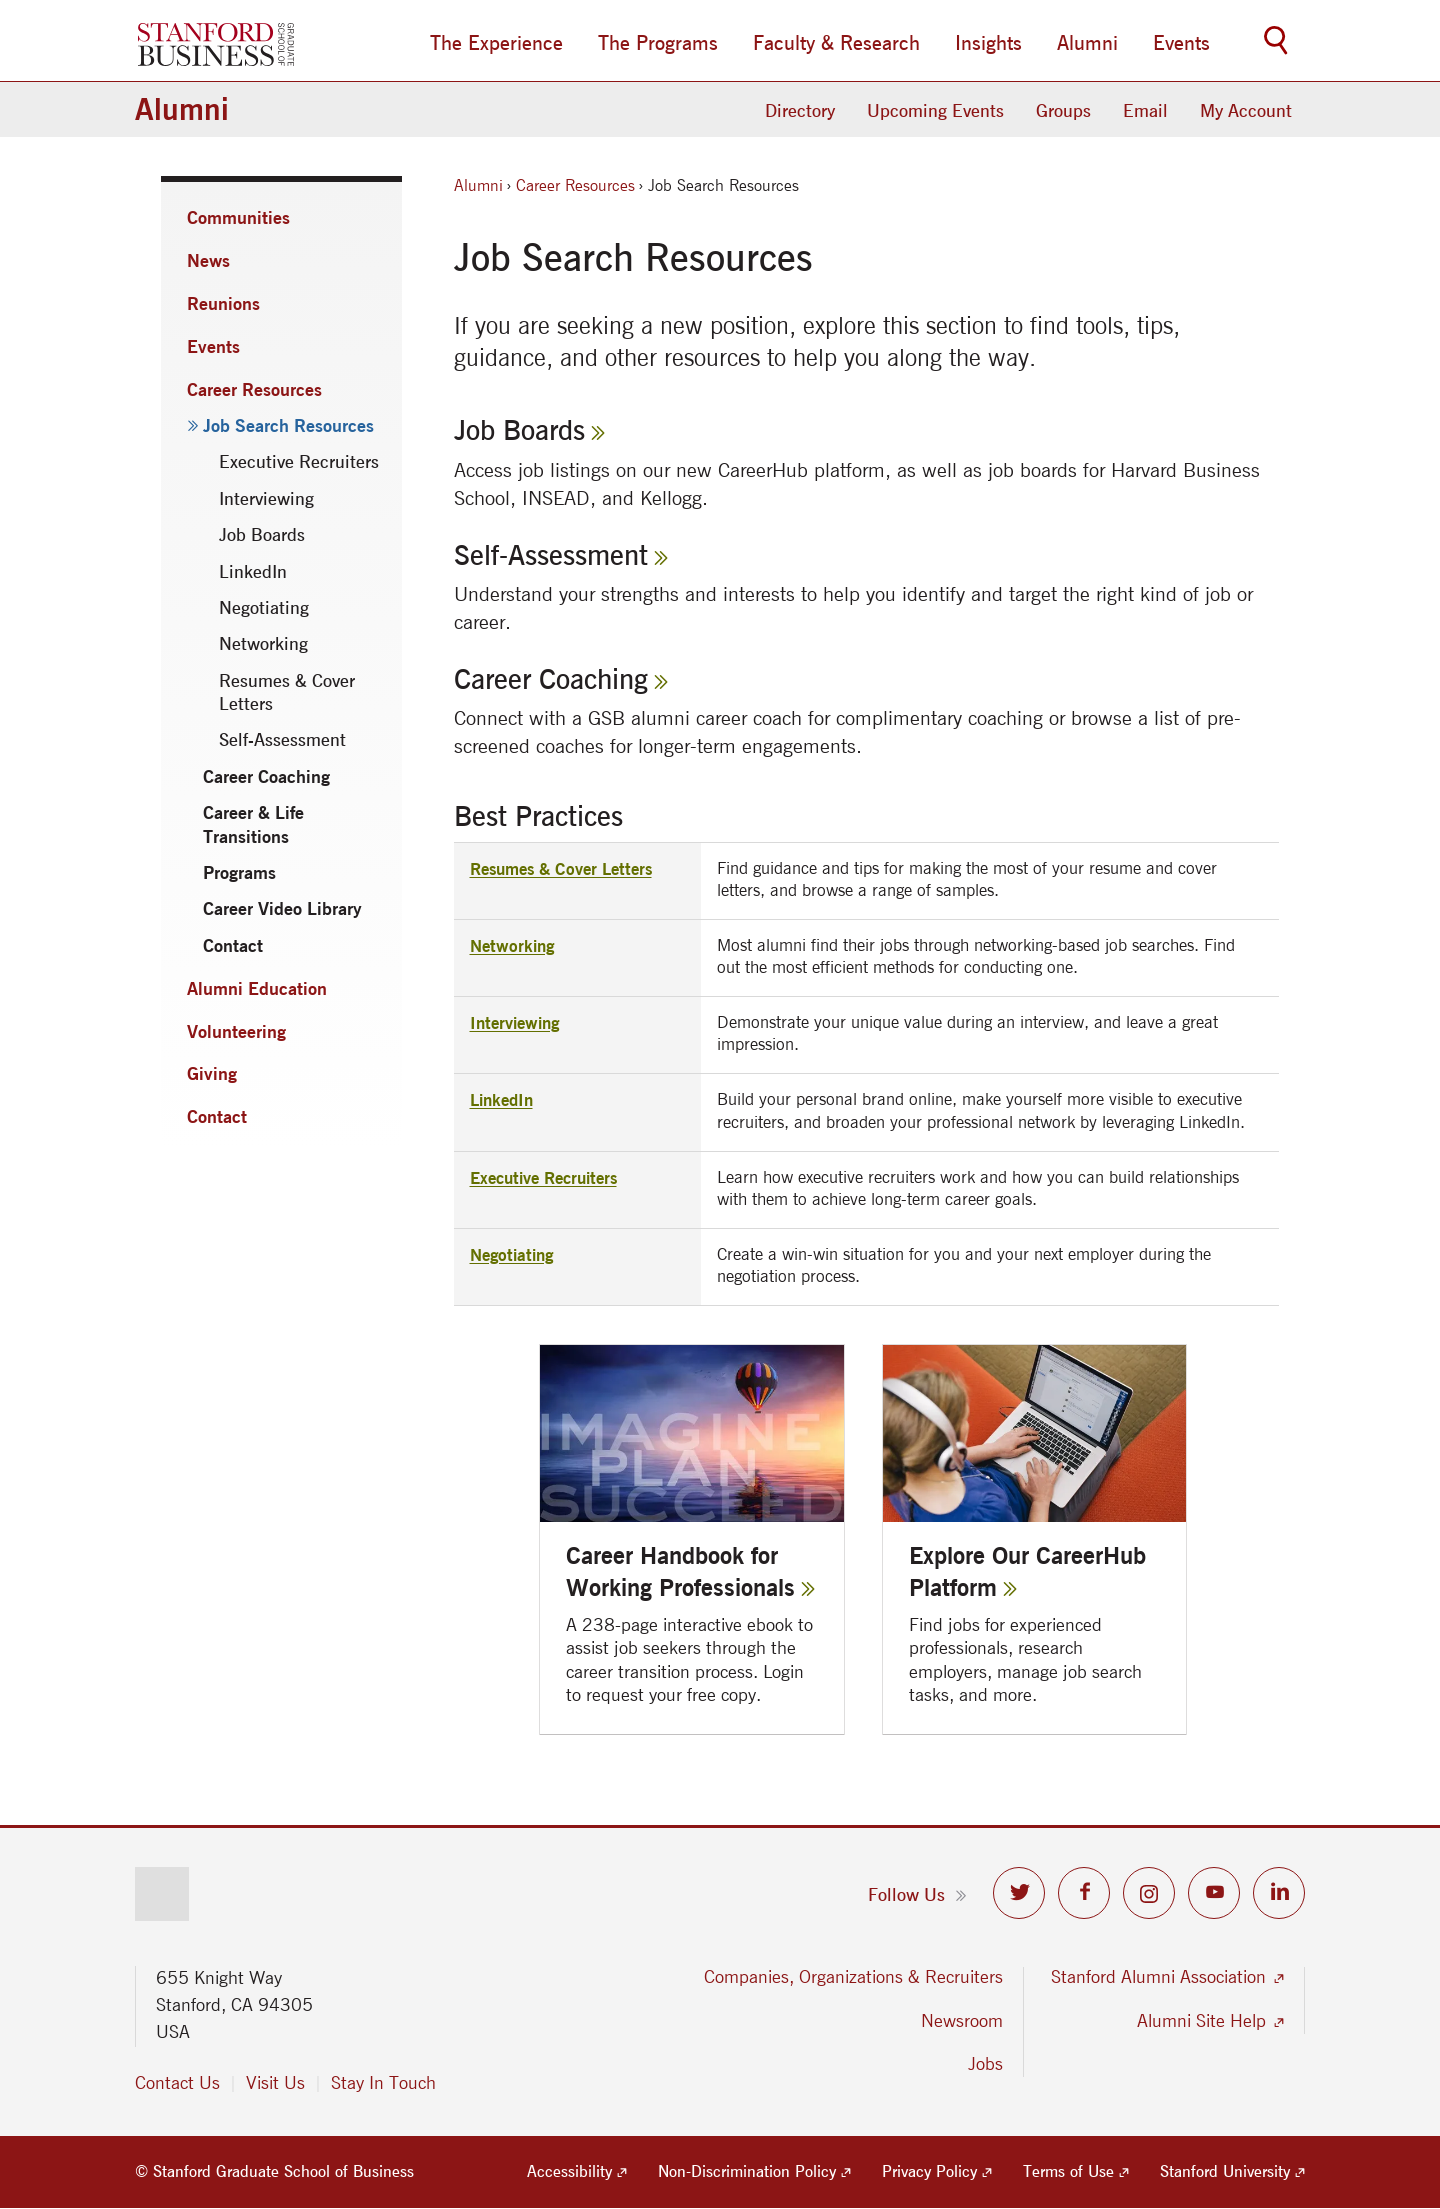 STANFORD
BUSINESS
GRADUATE
SCHOOL OF
The Experience
The Programs
Faculty & Research
Insights
Alumni
Events
Alumni
Directory
Upcoming Events
Groups
Email
My Account
Communities
News
Reunions
Events
Career Resources
Job Search Resources
Executive Recruiters
Interviewing
Job Boards
LinkedIn
Negotiating
Networking
Resumes & Cover
Letters
Self-Assessment
Career Coaching
Career & Life
Transitions
Programs
Career Video Library
Contact
Alumni Education
Volunteering
Giving
Contact
Alumni › Career Resources › Job Search Resources
Job Search Resources
If you are seeking a new position, explore this section to find tools, tips,
guidance, and other resources to help you along the way.
Job Boards »
Access job listings on our new CareerHub platform, as well as job boards for Harvard Business
School, INSEAD, and Kellogg.
Self-Assessment »
Understand your strengths and interests to help you identify and target the right kind of job or
career.
Career Coaching »
Connect with a GSB alumni career coach for complimentary coaching or browse a list of pre-
screened coaches for longer-term engagements.
Best Practices
Resumes & Cover Letters
Find guidance and tips for making the most of your resume and cover
letters, and browse a range of samples.
Networking
Most alumni find their jobs through networking-based job searches. Find
out the most efficient methods for conducting one.
Interviewing
Demonstrate your unique value during an interview, and leave a great
impression.
LinkedIn
Build your personal brand online, make yourself more visible to executive
recruiters, and broaden your professional network by leveraging LinkedIn.
Executive Recruiters
Learn how executive recruiters work and how you can build relationships
with them to achieve long-term career goals.
Negotiating
Create a win-win situation for you and your next employer during the
negotiation process.
IMAGINE
PLAN
SUCCEED
Career Handbook for
Working Professionals »
A 238-page interactive ebook to
assist job seekers through the
career transition process. Login
to request your free copy.
Explore Our CareerHub
Platform »
Find jobs for experienced
professionals, research
employers, manage job search
tasks, and more.
Follow Us »
655 Knight Way
Stanford, CA 94305
USA
Contact Us | Visit Us | Stay In Touch
Companies, Organizations & Recruiters
Newsroom
Jobs
Stanford Alumni Association
Alumni Site Help
© Stanford Graduate School of Business
Accessibility
Non-Discrimination Policy
Privacy Policy
Terms of Use
Stanford University